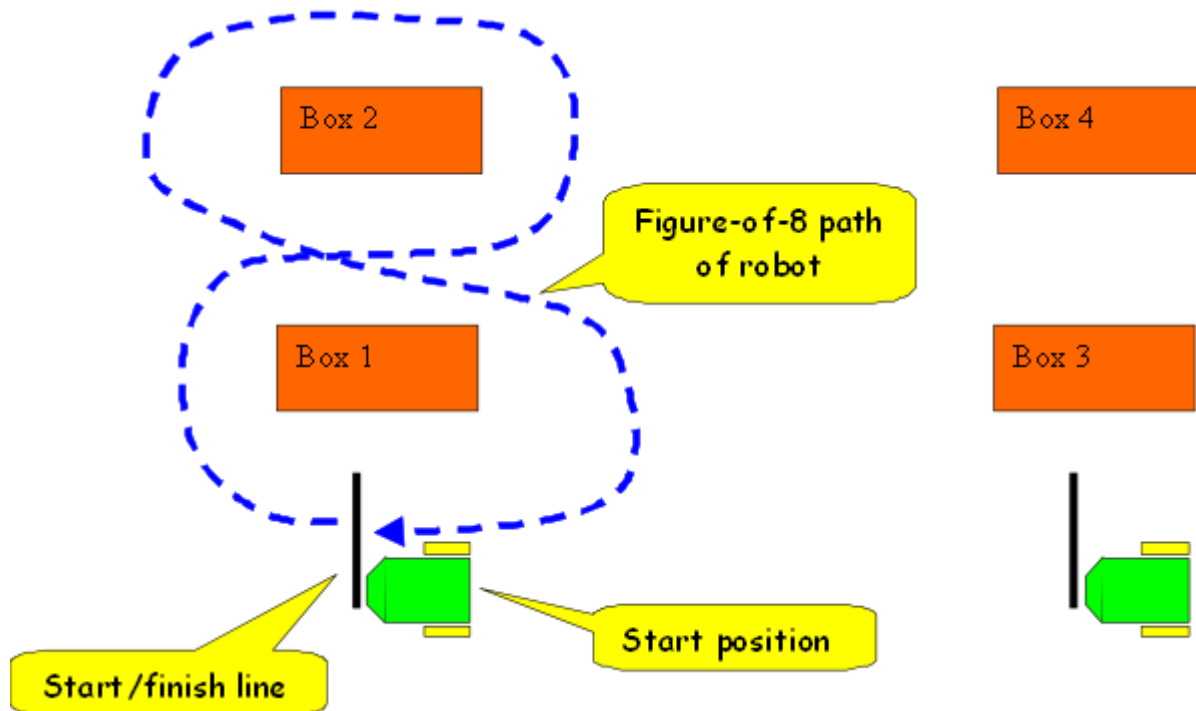 Box 2
Box 4
Figure-of-8 path
of robot
Box 1
Box 3
Start position
Start/finish line